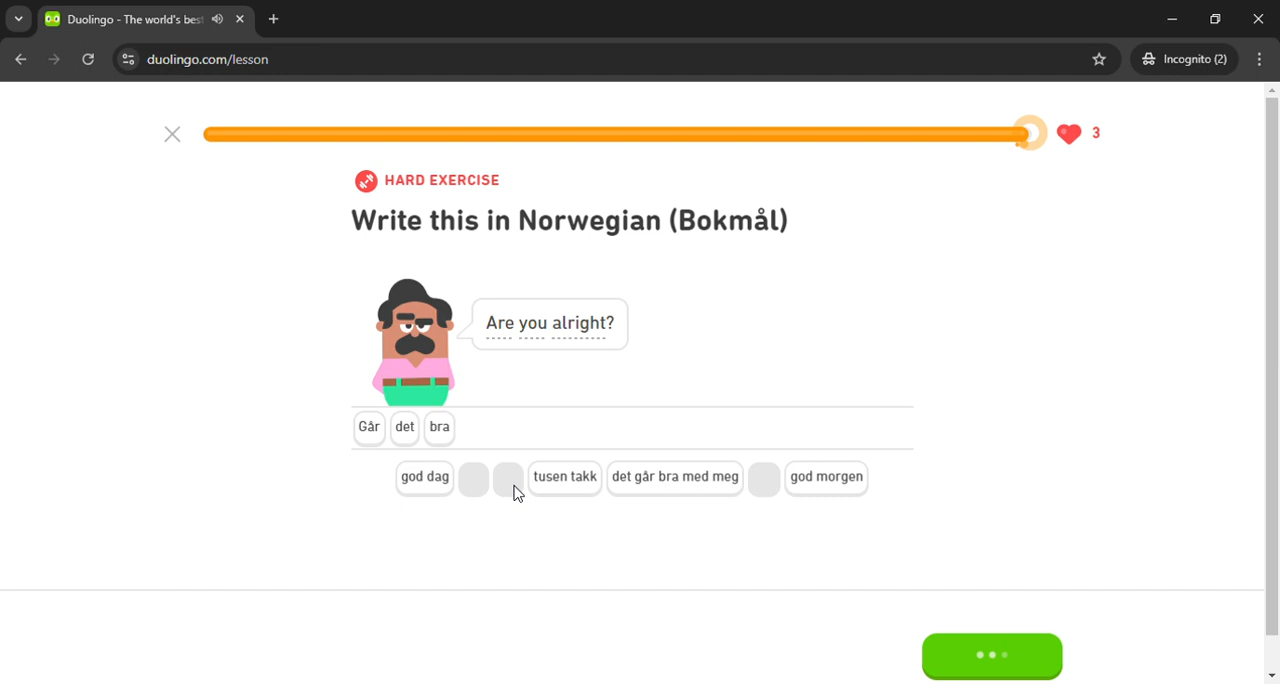 Duolingo - The world's best
duolingo.com/lesson
Incognito (2)
3
HARD EXERCISE
Write this in Norwegian (Bokmål)
Are you alright?
Går det bra
god dag tusen takk det går bra med meg god morgen